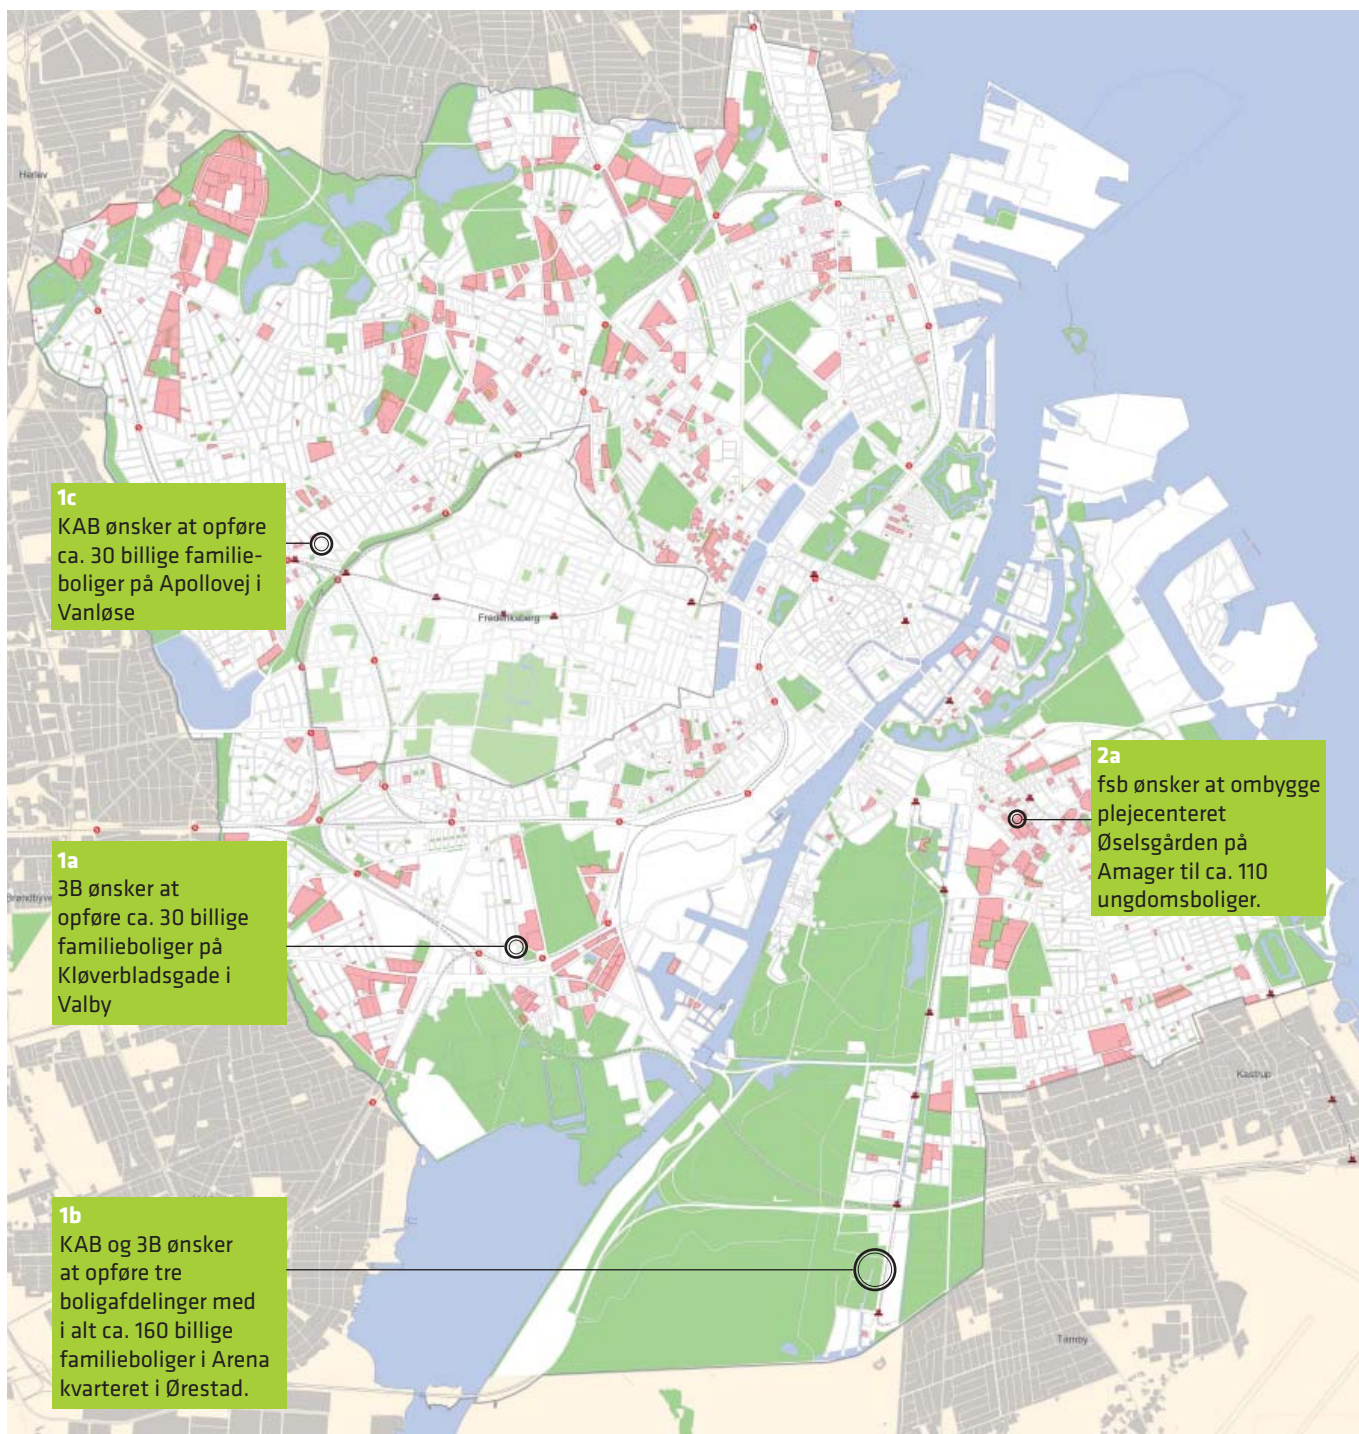 Herlev
1c
KAB ønsker at opføre
ca. 30 billige familie-
boliger på Apollovej i
Vanløse
Frederiksberg
2a
fsb ønsker at ombygge
plejecenteret
Øselsgården på
Amager til ca. 110
ungdomsboliger.
1a
3B ønsker at
opføre ca. 30 billige
familieboliger på
Kløverbladsgade i
Valby
Brøndbyve
Kastrup
1b
KAB og 3B ønsker
at opføre tre
boligafdelinger med
i alt ca. 160 billige
familieboliger i Arena
kvarteret i Ørestad.
Tårnby